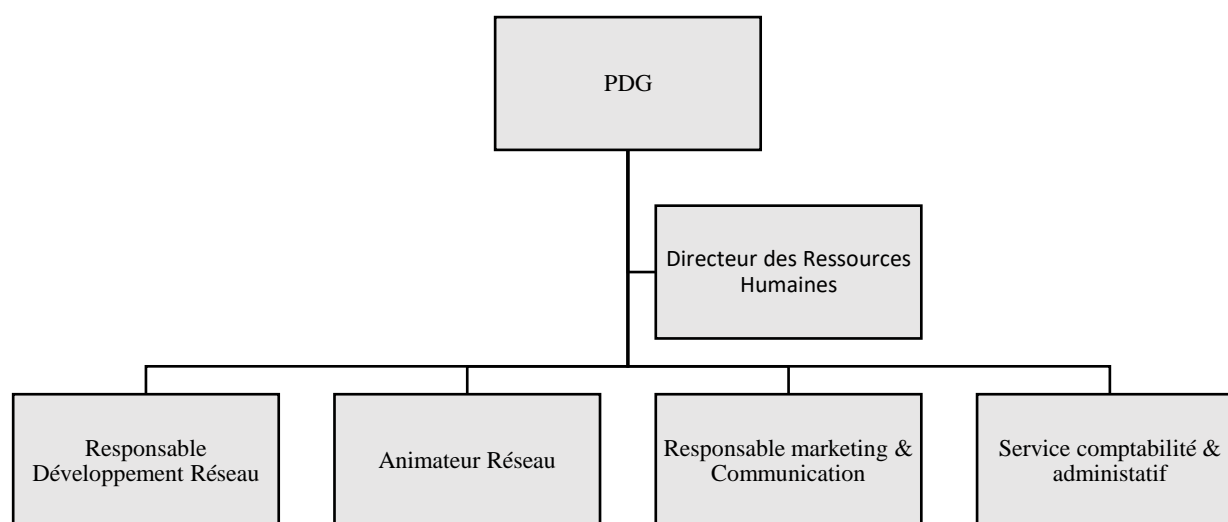 PDG
Directeur des Ressources
Humaines
Responsable
Développement Réseau
Animateur Réseau
Responsable marketing &
Communication
Service comptabilité &
administatif